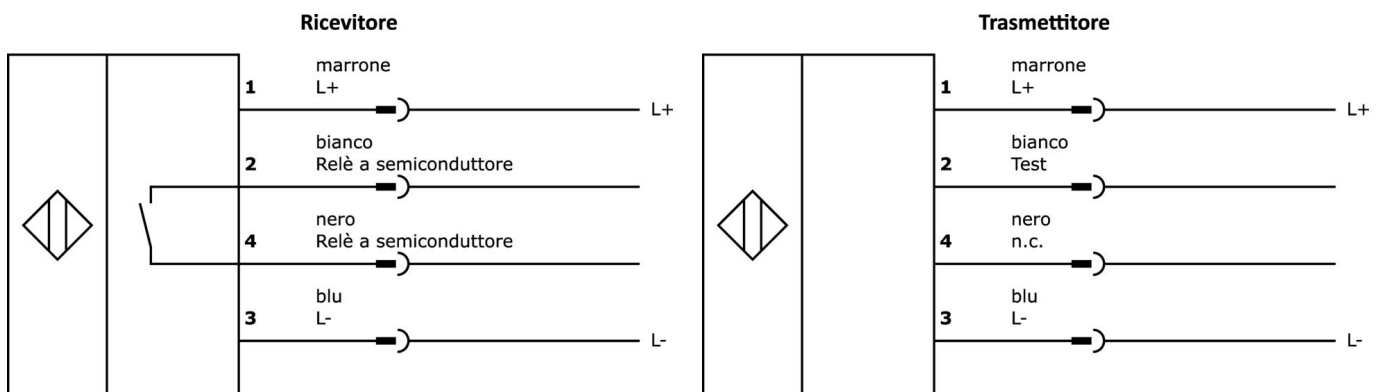 Ricevitore
marrone
1 L+
L+
bianco
2 Relè a semiconduttore
nero
4 Relè a semiconduttore
blu
3 L-
L-
Trasmettitore
marrone
1 L+
L+
bianco
2 Test
nero
4 n.c.
blu
3 L-
L-